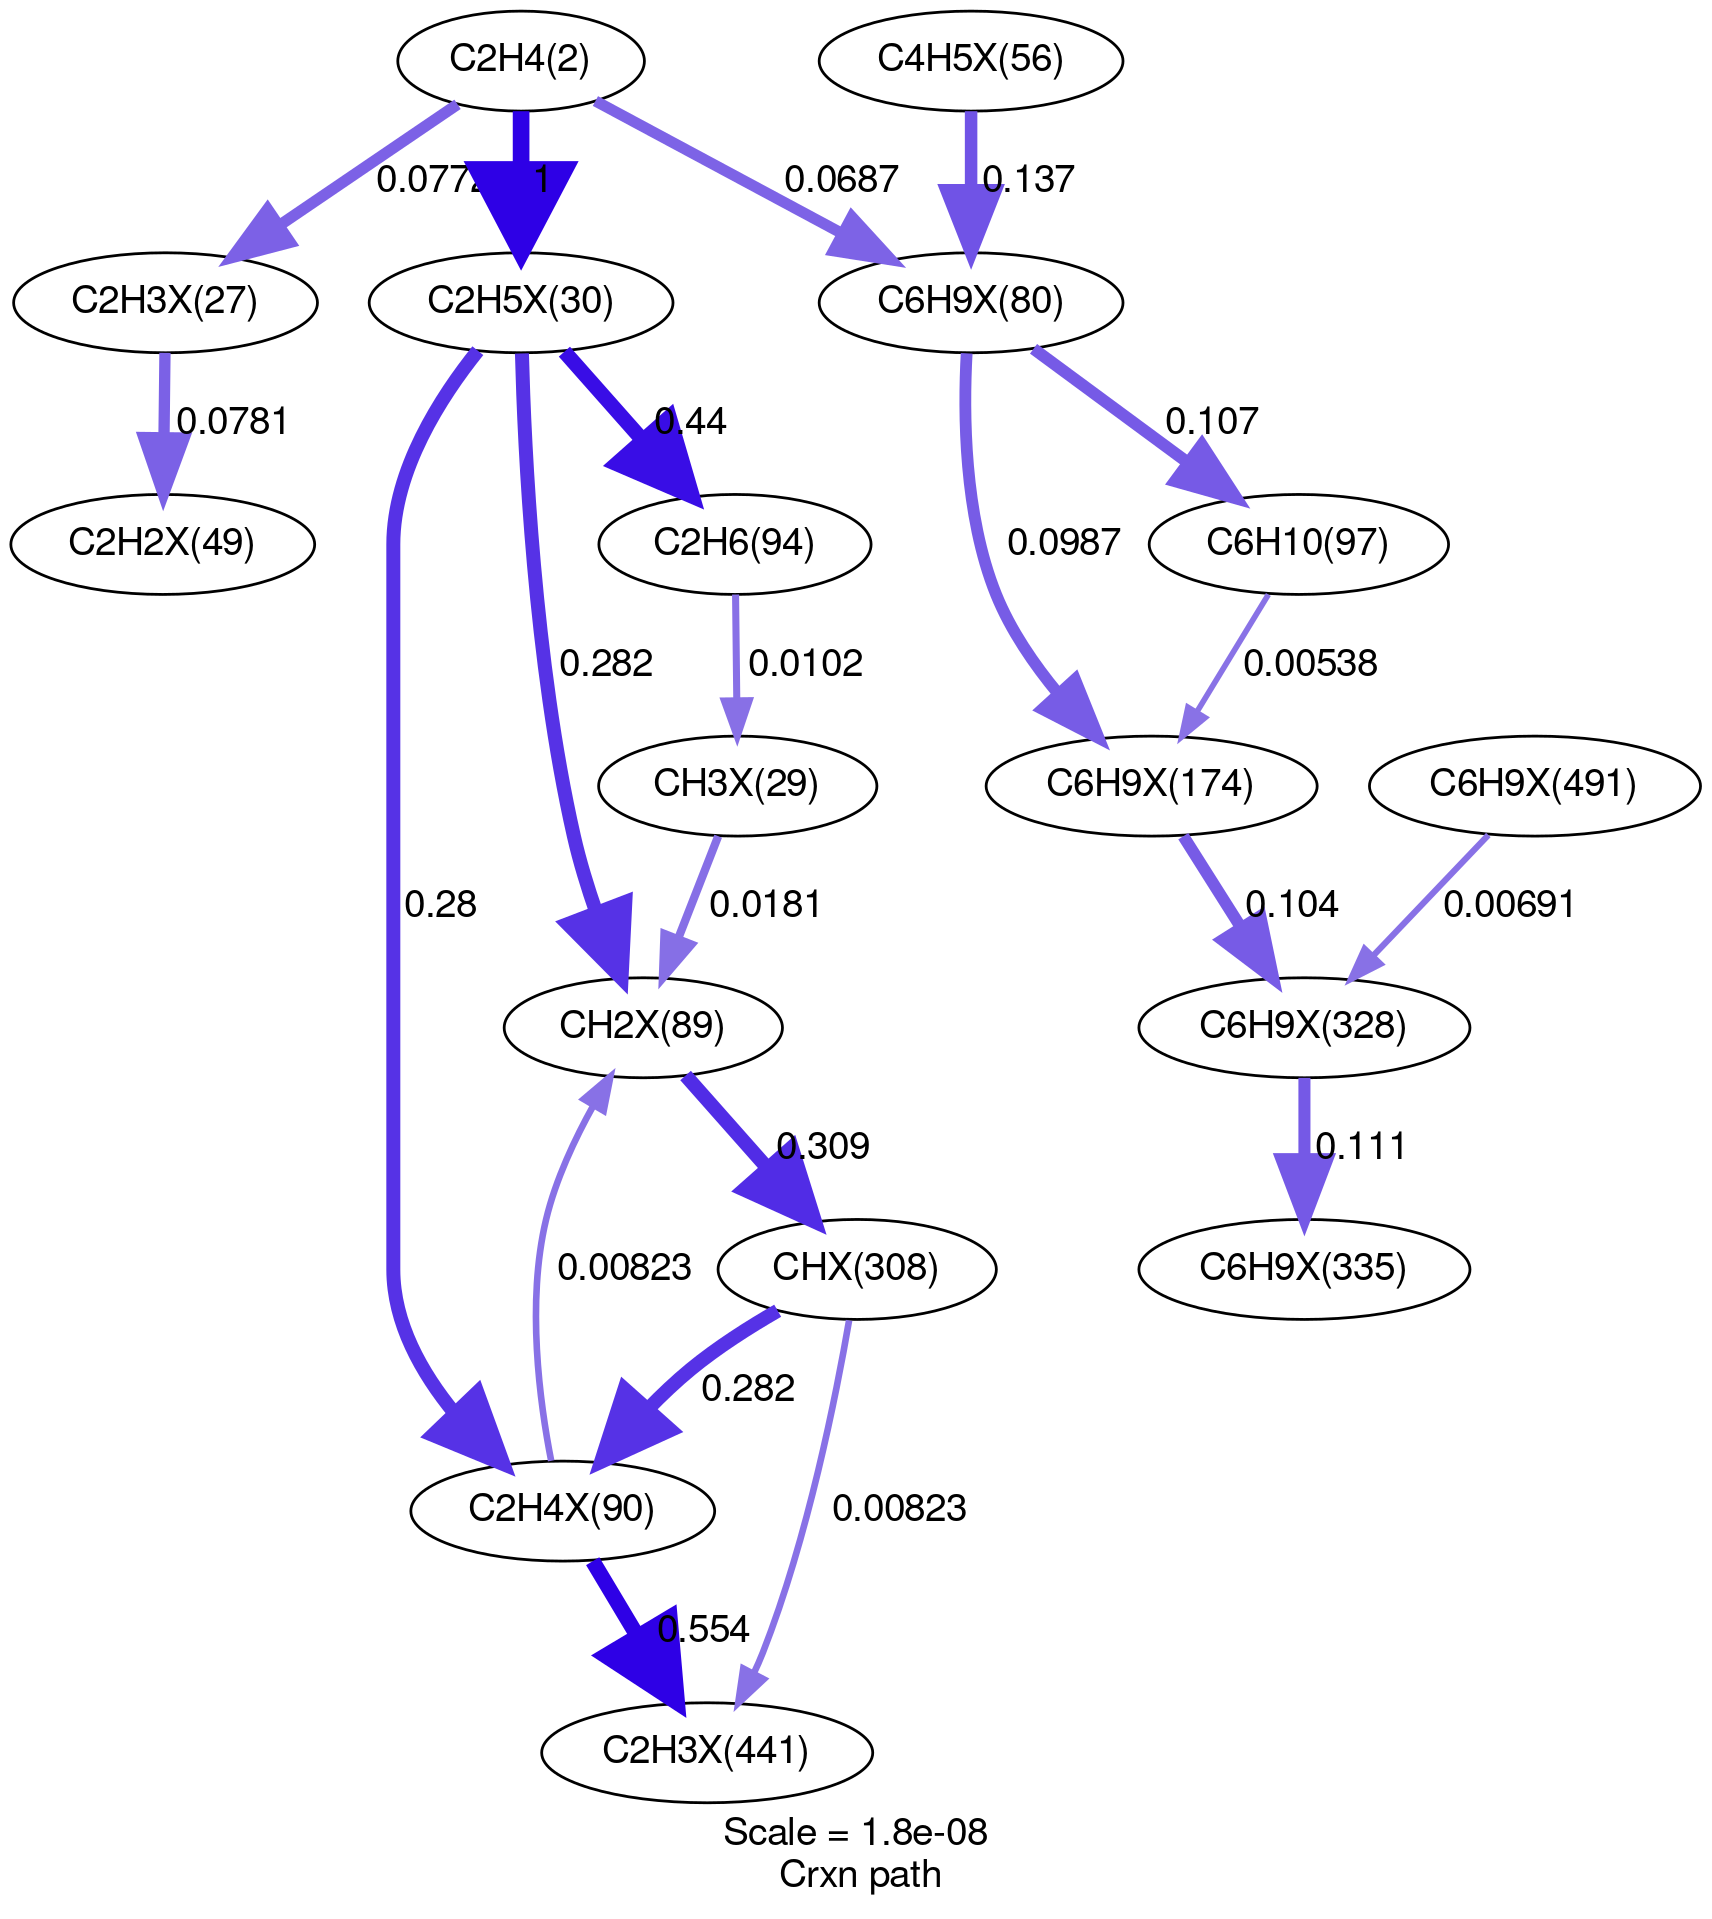 C2H4(2)
C4H5X(56)
1
0.0687
0.137
C2H3X(27)
C2H5X(30)
C6H9X(80)
0.0781
0.44
0.107
C2H2X(49)
C2H6(94)
0.0987
C6H10(97)
0.282
0.0102
0.00538
CH3X(29)
C6H9X(174)
C6H9X(491)
0.28
0.0181
0.104
0.00691
CH2X(89)
C6H9X(328)
0.309
0.111
0.00823
CHX(308)
C6H9X(335)
0.282
C2H4X(90)
0.00823
0.554
C2H3X(441)
Scale = 1.8e-08
Crxn path